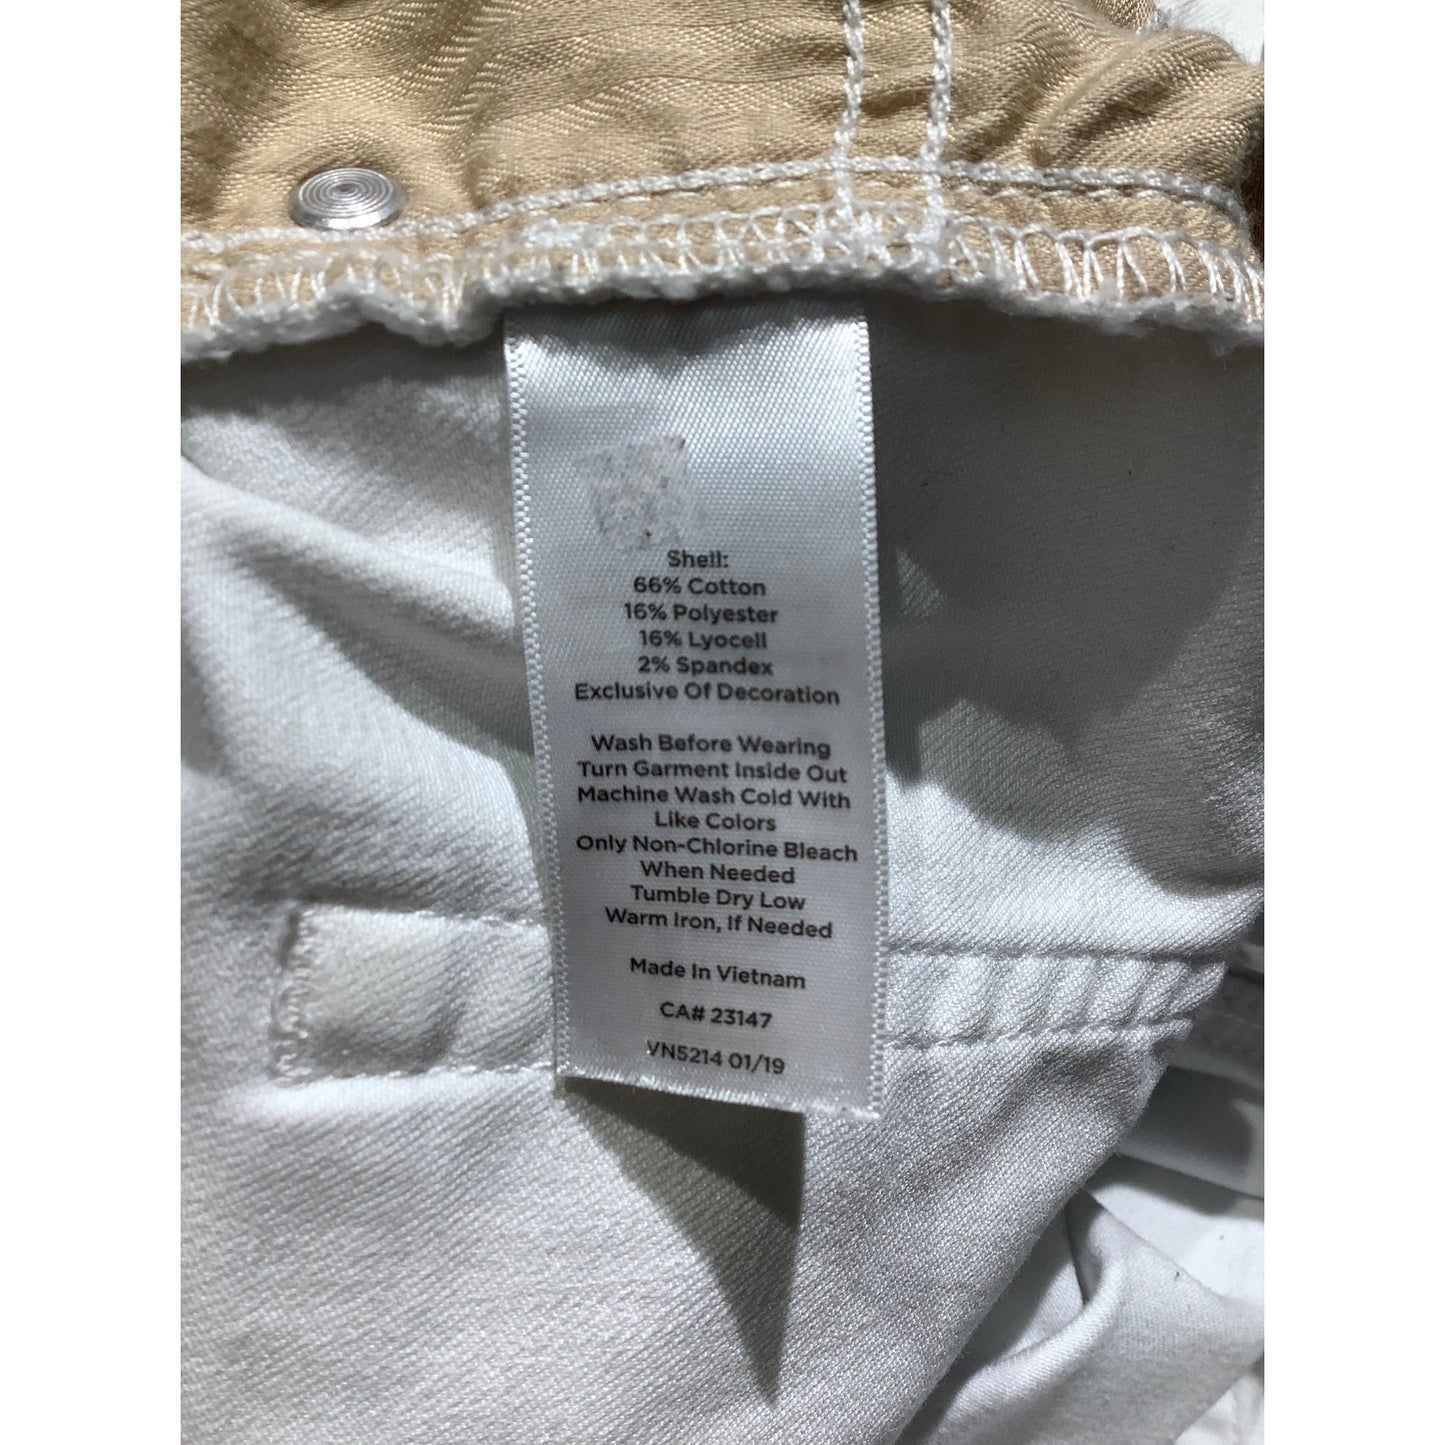 Shell:
66% Cotton
16% Polyester
16% Lyocell
2% Spandex
Exclusive Of Decoration
Wash Before Wearing
Turn Garment Inside Out
Machine Wash Cold With
Like Colors
Only Non-Chlorine Bleach
When Needed
Tumble Dry Low
Warm Iron, If Needed
Made In Vietnam
CA# 23147
VN5214 01/19